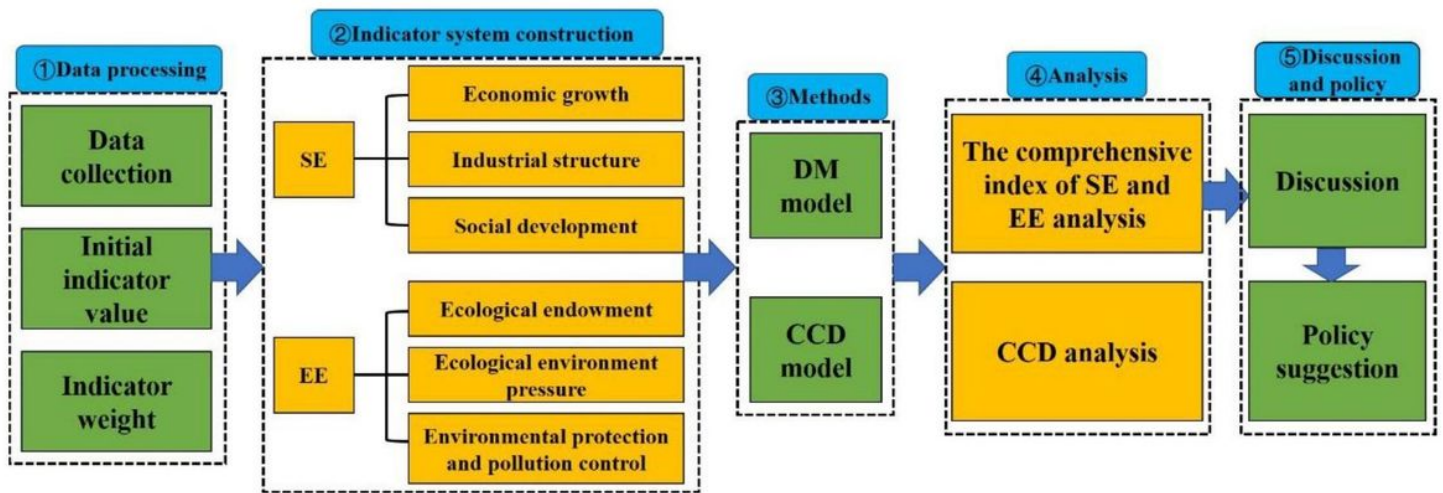 ①Data processing
Data
collection
Initial
indicator
value
Indicator
weight
②Indicator system construction
SE
Economic growth
Industrial structure
Social development
EE
Ecological endowment
Ecological environment
pressure
Environmental protection
and pollution control
③Methods
DM
model
CCD
model
④Analysis
The comprehensive
index of SE and
EE analysis
CCD analysis
⑤Discussion
and policy
Discussion
Policy
suggestion